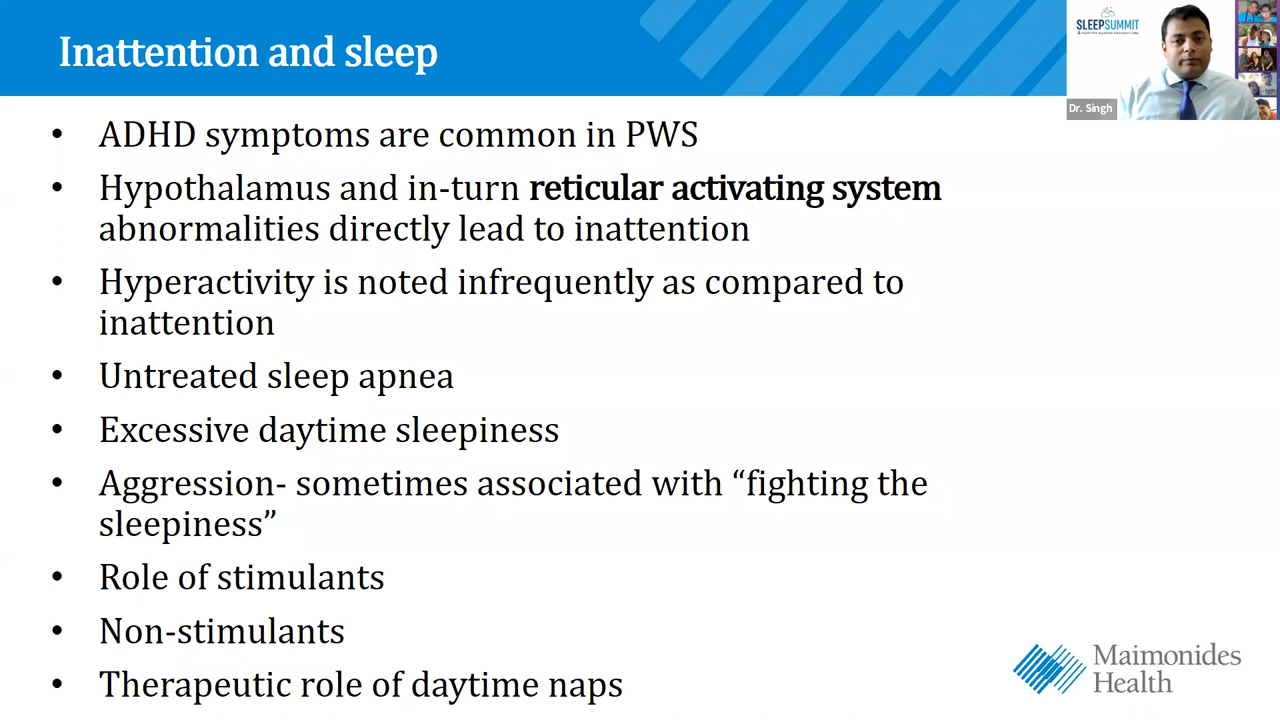 Inattention and sleep
SLEEPSUMMIT
Dr. Singh
• ADHD symptoms are common in PWS
• Hypothalamus and in-turn reticular activating system
abnormalities directly lead to inattention
• Hyperactivity is noted infrequently as compared to
inattention
• Untreated sleep apnea
• Excessive daytime sleepiness
• Aggression- sometimes associated with “fighting the
sleepiness”
• Role of stimulants
• Non-stimulants
• Therapeutic role of daytime naps
Maimonides
Health